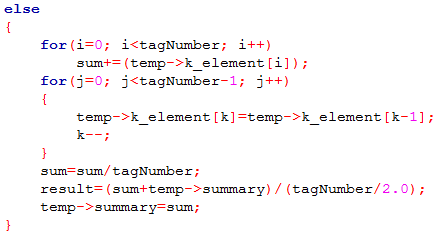 else
{
    for(i=0; i<tagNumber; i++)
        sum+=(temp->k_element[i]);
    for(j=0; j<tagNumber-1; j++)
    {
        temp->k_element[k]=temp->k_element[k-1];
        k--;
    }
    sum=sum/tagNumber;
    result=(sum+temp->summary)/(tagNumber/2.0);
    temp->summary=sum;
}